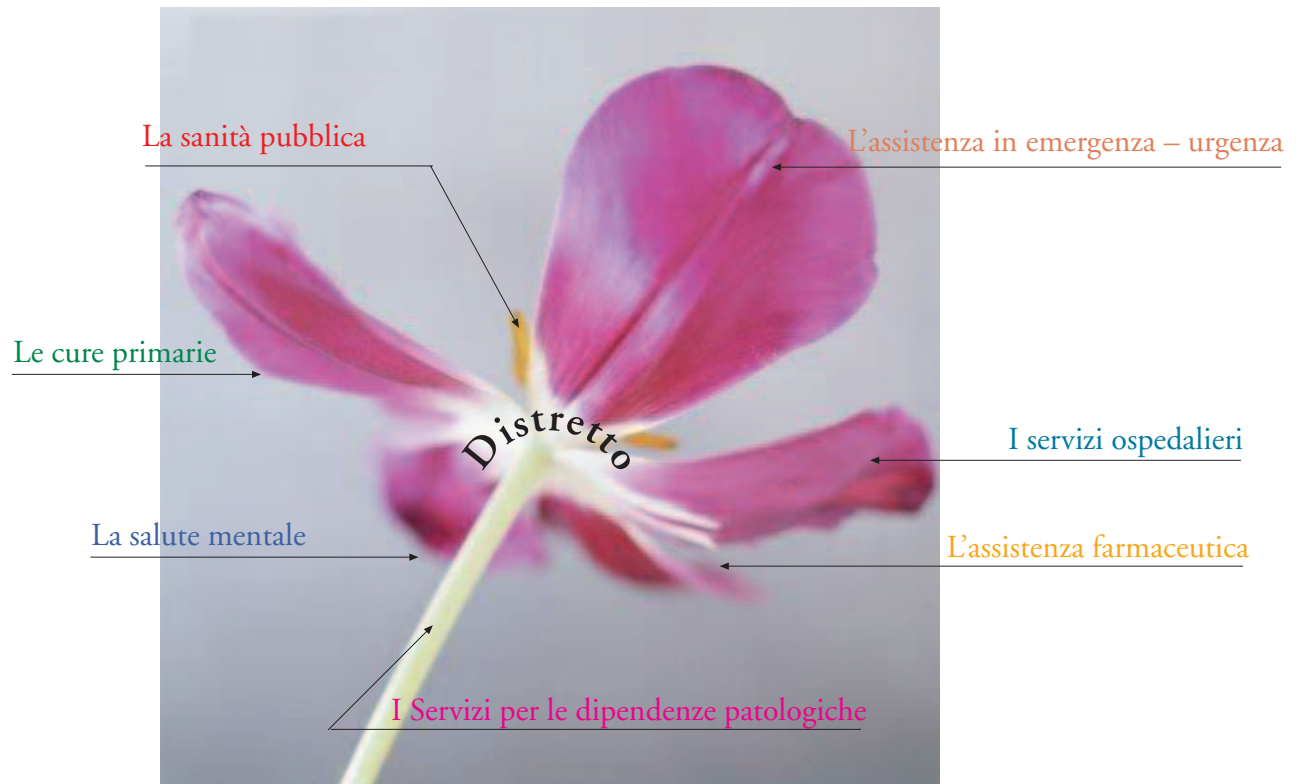 La sanità pubblica
L'assistenza in emergenza – urgenza
Le cure primarie
Distretto
I servizi ospedalieri
La salute mentale
L'assistenza farmaceutica
I Servizi per le dipendenze patologiche